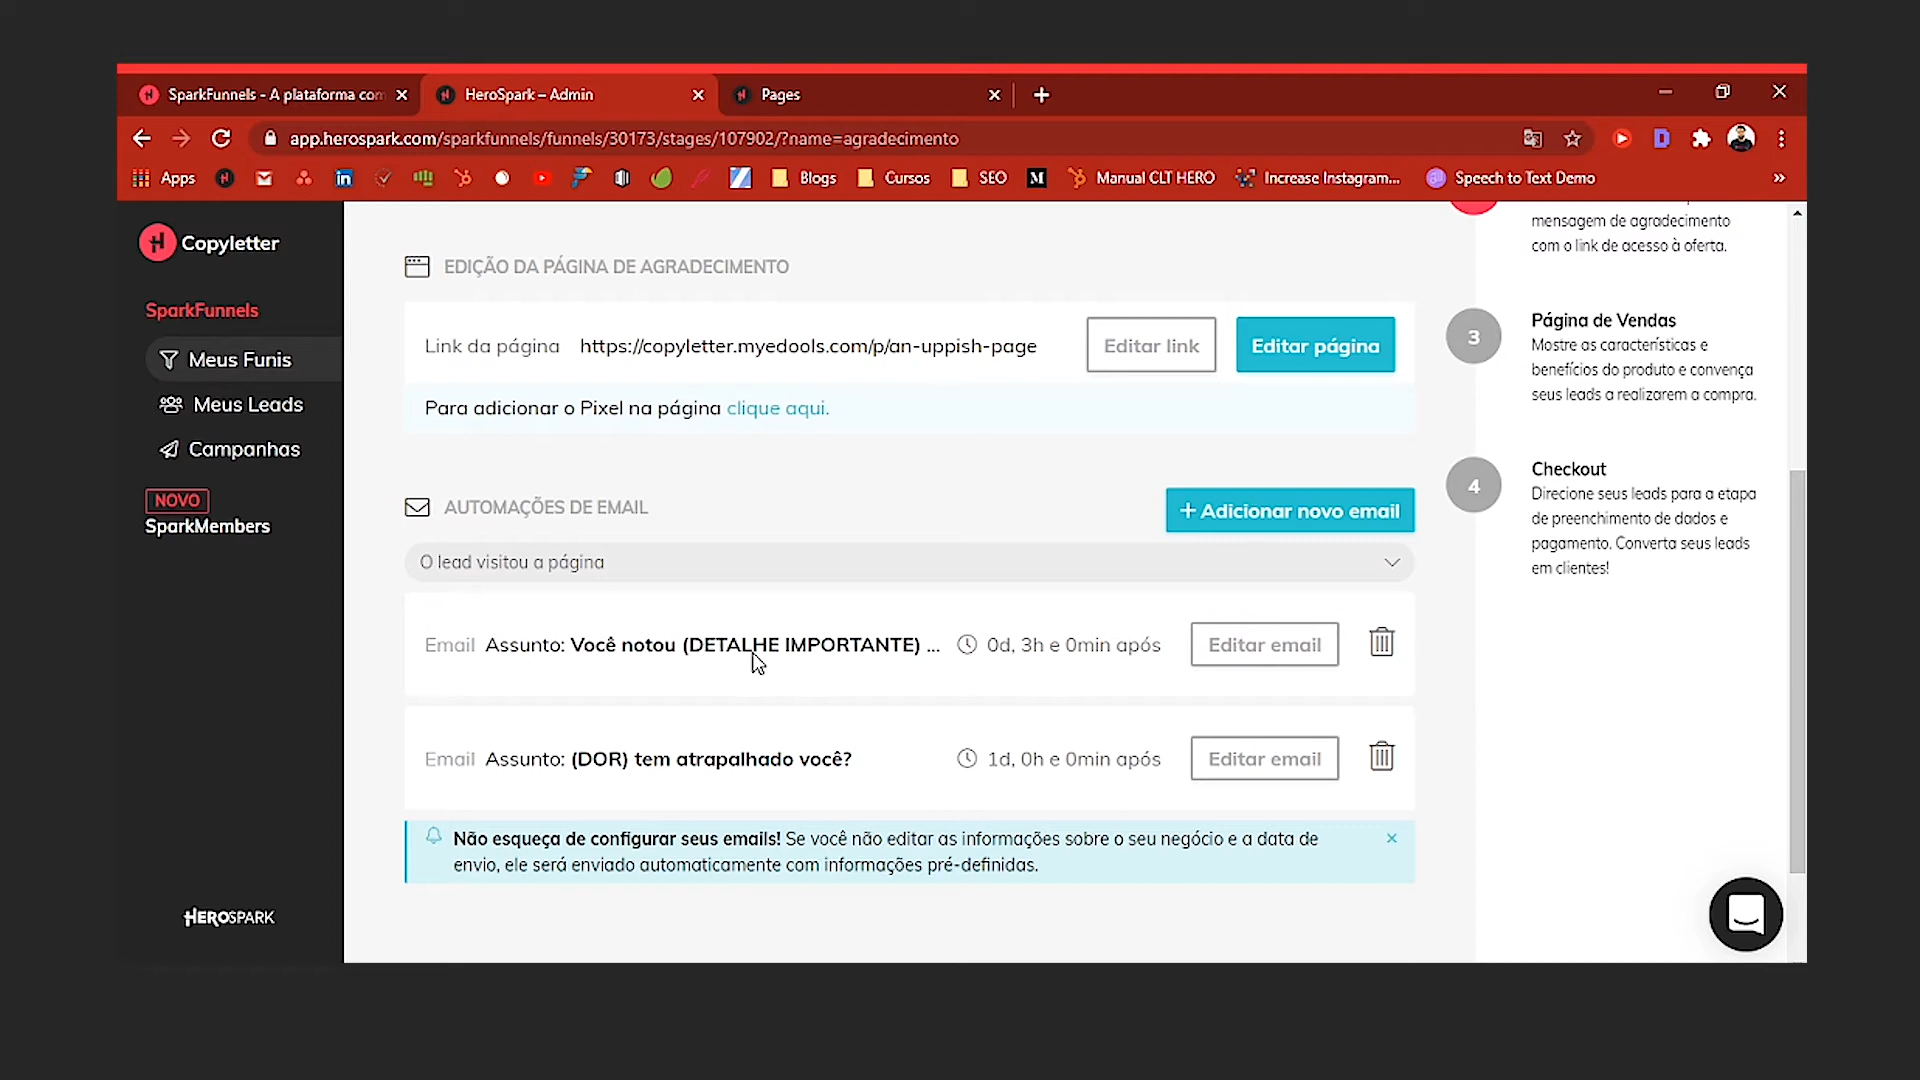 SparkFunnels - A plataforma com
HeroSpark – Admin
Pages
app.herospark.com/sparkfunnels/funnels/30173/stages/107902/?name=agradecimento
Apps
Blogs
Cursos
SEO
M
Manual CLT HERO
Increase Instagram...
Speech to Text Demo
»
Copyletter
SparkFunnels
Meus Funis
Meus Leads
Campanhas
NOVO
SparkMembers
HEROSPARK
EDIÇÃO DA PÁGINA DE AGRADECIMENTO
Link da página
https://copyletter.myedools.com/p/an-uppish-page
Editar link
Editar página
Para adicionar o Pixel na página clique aqui.
AUTOMAÇÕES DE EMAIL
+ Adicionar novo email
O lead visitou a página
Email Assunto: Você notou (DETALHE IMPORTANTE) ...
0d, 3h e 0min após
Editar email
Email Assunto: (DOR) tem atrapalhado você?
1d, 0h e 0min após
Editar email
Não esqueça de configurar seus emails! Se você não editar as informações sobre o seu negócio e a data de
envio, ele será enviado automaticamente com informações pré-definidas.
mensagem de agradecimento
com o link de acesso à oferta.
3
Página de Vendas
Mostre as características e
benefícios do produto e convença
seus leads a realizarem a compra.
4
Checkout
Direcione seus leads para a etapa
de preenchimento de dados e
pagamento. Converta seus leads
em clientes!